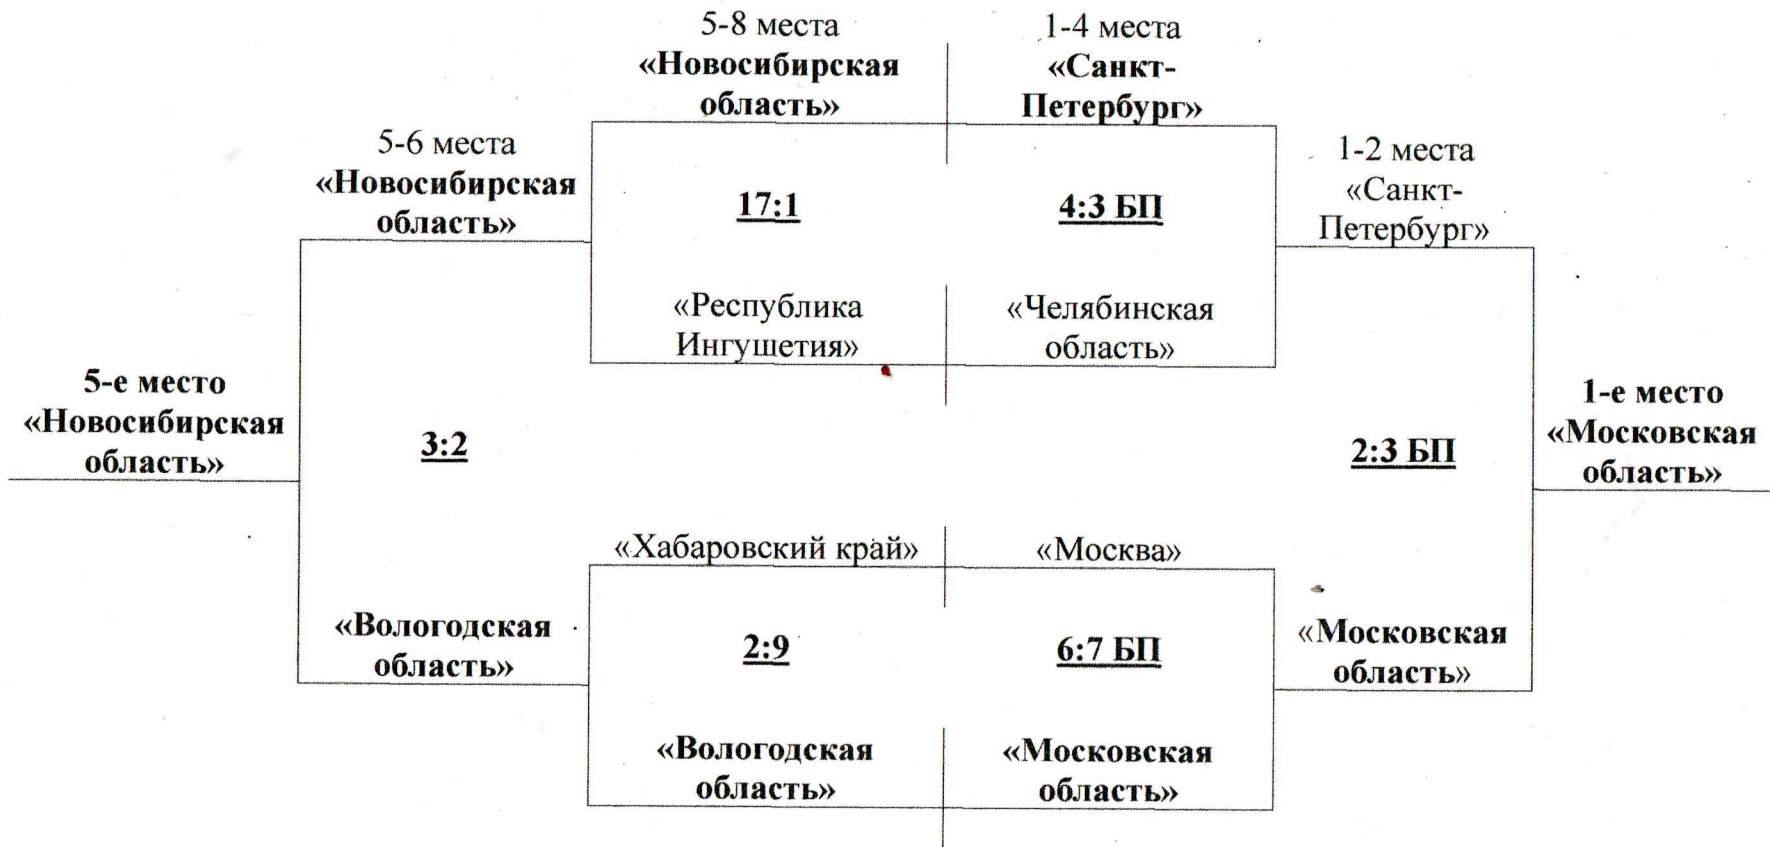 5-8 места
«Новосибирская
область»
1-4 места
«Санкт-
Петербург»
5-6 места
«Новосибирская
область»
17:1
4:3 БП
1-2 места
«Санкт-
Петербург»
«Республика
Ингушетия»
«Челябинская
область»
5-е место
«Новосибирская
область»
3:2
2:3 БП
1-е место
«Московская
область»
«Хабаровский край»
«Москва»
«Вологодская
область»
2:9
6:7 БП
«Московская
область»
«Вологодская
область»
«Московская
область»